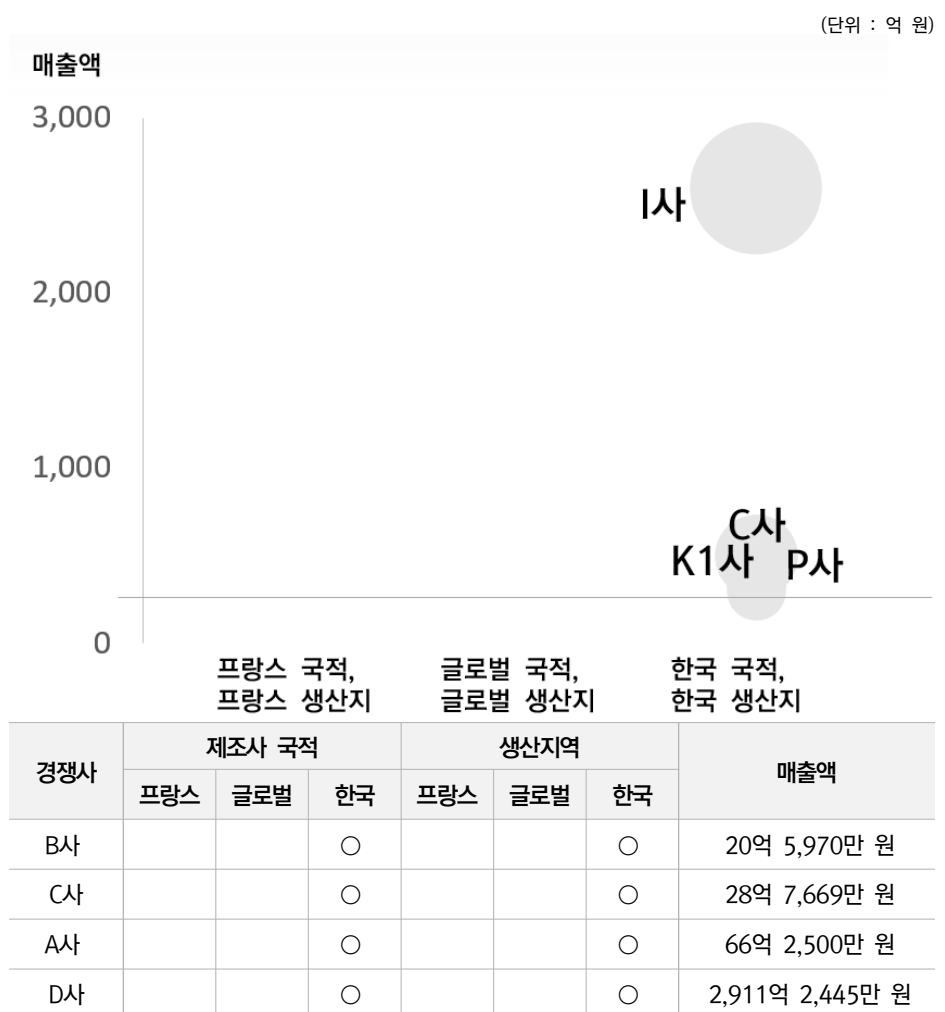 (단위 : 억 원)
매출액
3,000
I사
2,000
1,000
C사
K1사 P사
0
프랑스 국적, 글로벌 국적, 한국 국적,
프랑스 생산지 글로벌 생산지 한국 생산지
경쟁사 제조사 국적 생산지역 매출액
프랑스 글로벌 한국 프랑스 글로벌 한국
B사 ○ ○ 20억 5,970만 원
C사 ○ ○ 28억 7,669만 원
A사 ○ ○ 66억 2,500만 원
D사 ○ ○ 2,911억 2,445만 원